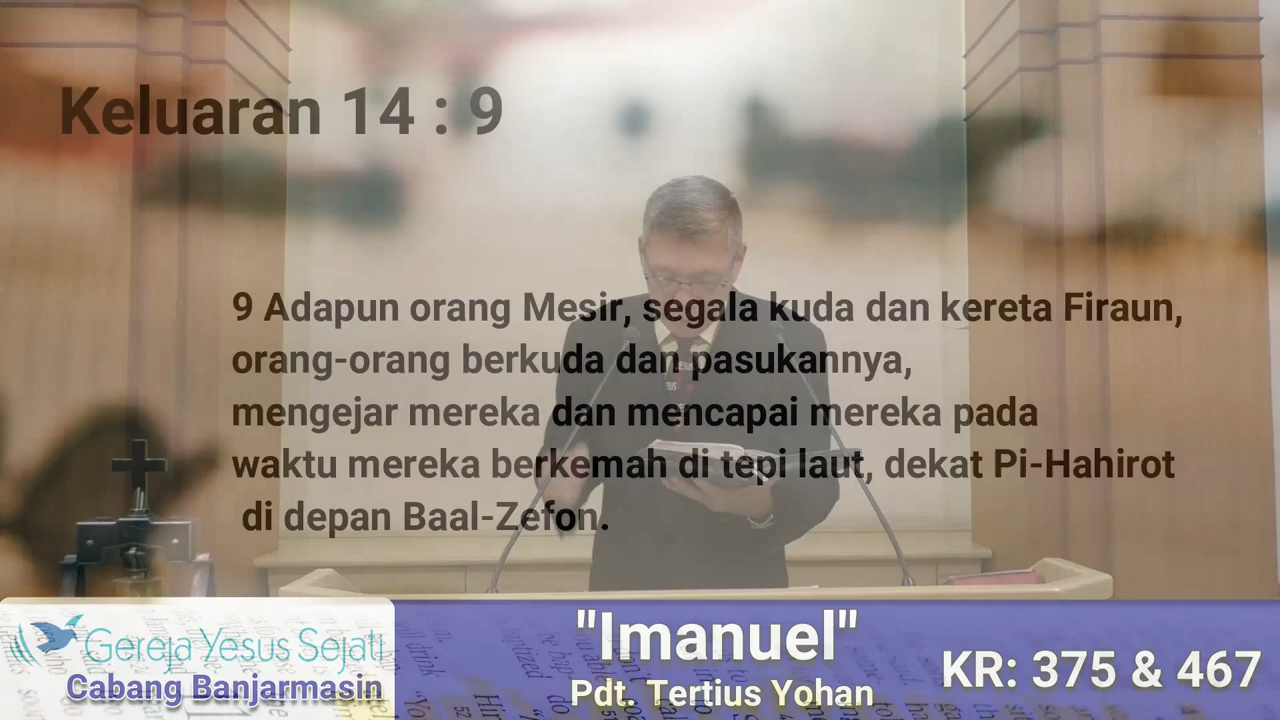 Keluaran 14 : 9
9 Adapun orang Mesir, segala kuda dan kereta Firaun,
orang-orang berkuda dan pasukannya,
mengejar mereka dan mencapai mereka pada
waktu mereka berkemah di tepi laut, dekat Pi-Hahirot
di depan Baal-Zefon.
Gereja Yesus Sejati
Cabang Banjarmasin
"Imanuel"
Pdt. Tertius Yohan
KR: 375 & 467